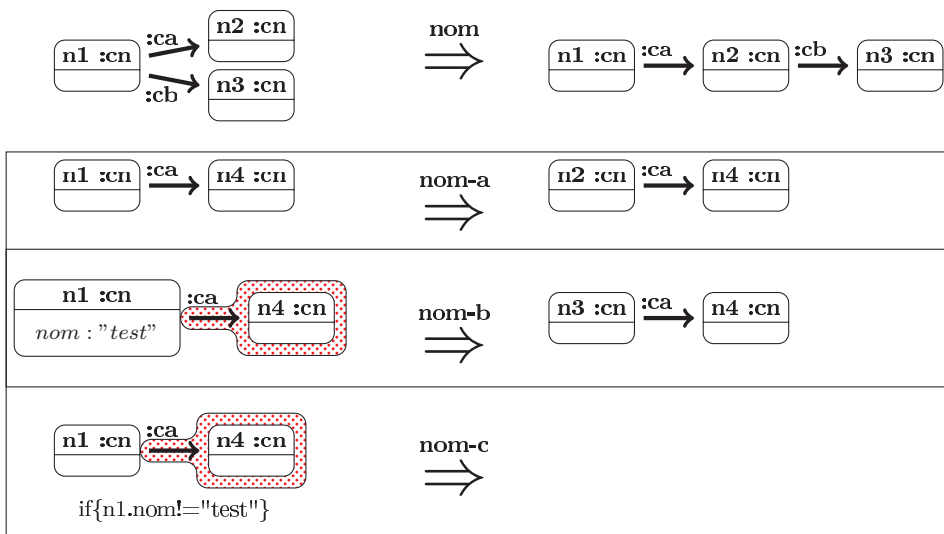 n1 :cn :ca n2 :cn
:cb n3 :cn
nom
n1 :cn :ca n2 :cn :cb n3 :cn
n1 :cn :ca n4 :cn
nom-a
n2 :cn :ca n4 :cn
n1 :cn :ca n4 :cn
nom : "test"
nom-b
n3 :cn :ca n4 :cn
n1 :cn :ca n4 :cn
if{n1.nom!="test"}
nom-c